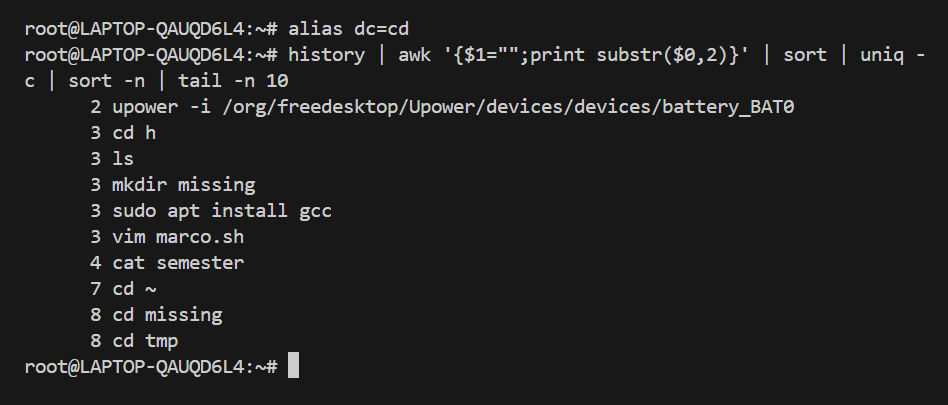 root@LAPTOP-QAUQD6L4:~# alias dc=cd
root@LAPTOP-QAUQD6L4:~# history | awk '{$1="";print substr($0,2)}' | sort | uniq -
c | sort -n | tail -n 10
2 upower -i /org/freedesktop/Upower/devices/devices/battery_BAT0
3 cd h
3 ls
3 mkdir missing
3 sudo apt install gcc
3 vim marco.sh
4 cat semester
7 cd ~
8 cd missing
8 cd tmp
root@LAPTOP-QAUQD6L4:~#